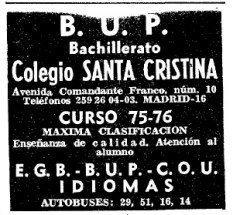 B. U. P.
Bachillerato
Colegio SANTA CRISTINA
Avenida Comandante Franco, núm. 10
Teléfonos 259 26 04-03. MADRID-16
CURSO 75-76
MAXIMA CLASIFICACION
Enseñanza de calidad. Atención al
alumno
E. G. B. - B. U. P. - C. O. U.
IDIOMAS
AUTOBUSES: 29, 51, 16, 14